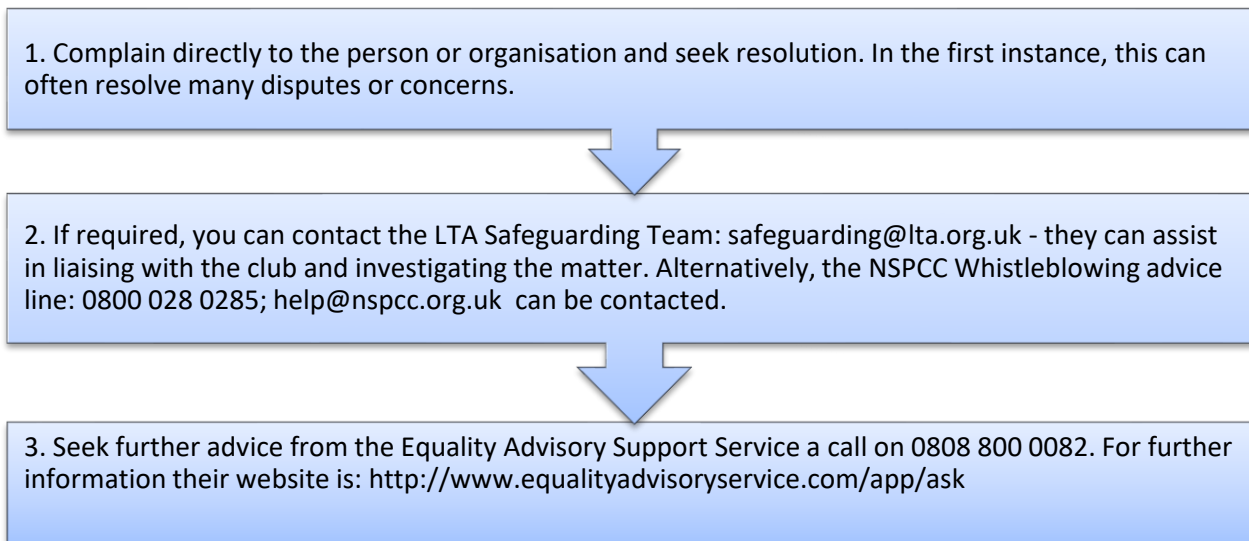 1. Complain directly to the person or organisation and seek resolution. In the first instance, this can
often resolve many disputes or concerns.
2. If required, you can contact the LTA Safeguarding Team: safeguarding@lta.org.uk - they can assist
in liaising with the club and investigating the matter. Alternatively, the NSPCC Whistleblowing advice
line: 0800 028 0285; help@nspcc.org.uk  can be contacted.
3. Seek further advice from the Equality Advisory Support Service a call on 0808 800 0082. For further
information their website is: http://www.equalityadvisoryservice.com/app/ask